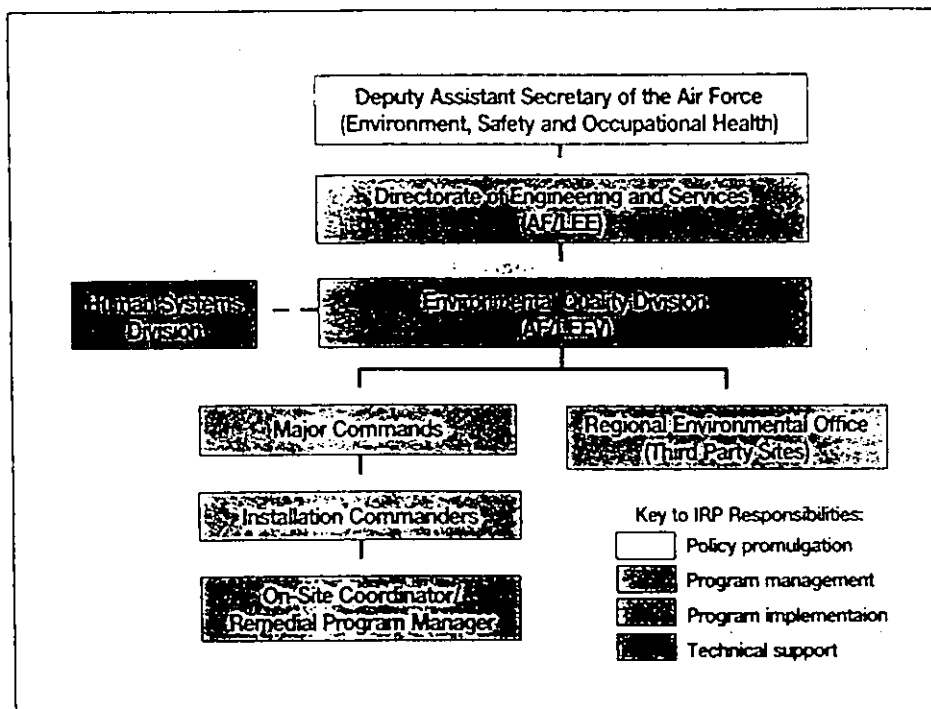 Deputy Assistant Secretary of the Air Force
(Environment, Safety and Occupational Health)
Directorate of Engineering and Services
(AF/LEE)
Human Systems
Division
Environmental Quality Division
(AF/LEEV)
Major Commands
Regional Environmental Office
(Third Party Sites)
Installation Commanders
On-Site Coordinator/
Remedial Program Manager
Key to IRP Responsibilities:
Policy promulgation
Program management
Program implementaion
Technical support